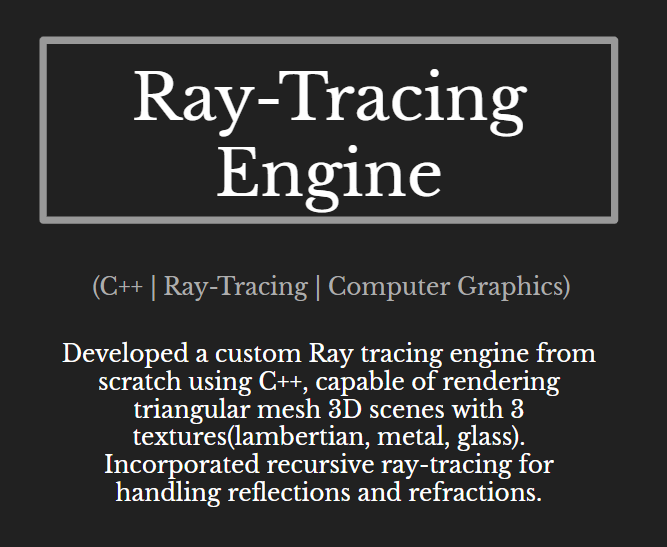 Ray-Tracing
Engine
(C++ | Ray-Tracing | Computer Graphics)
Developed a custom Ray tracing engine from
scratch using C++, capable of rendering
triangular mesh 3D scenes with 3
textures(lambertian, metal, glass).
Incorporated recursive ray-tracing for
handling reflections and refractions.